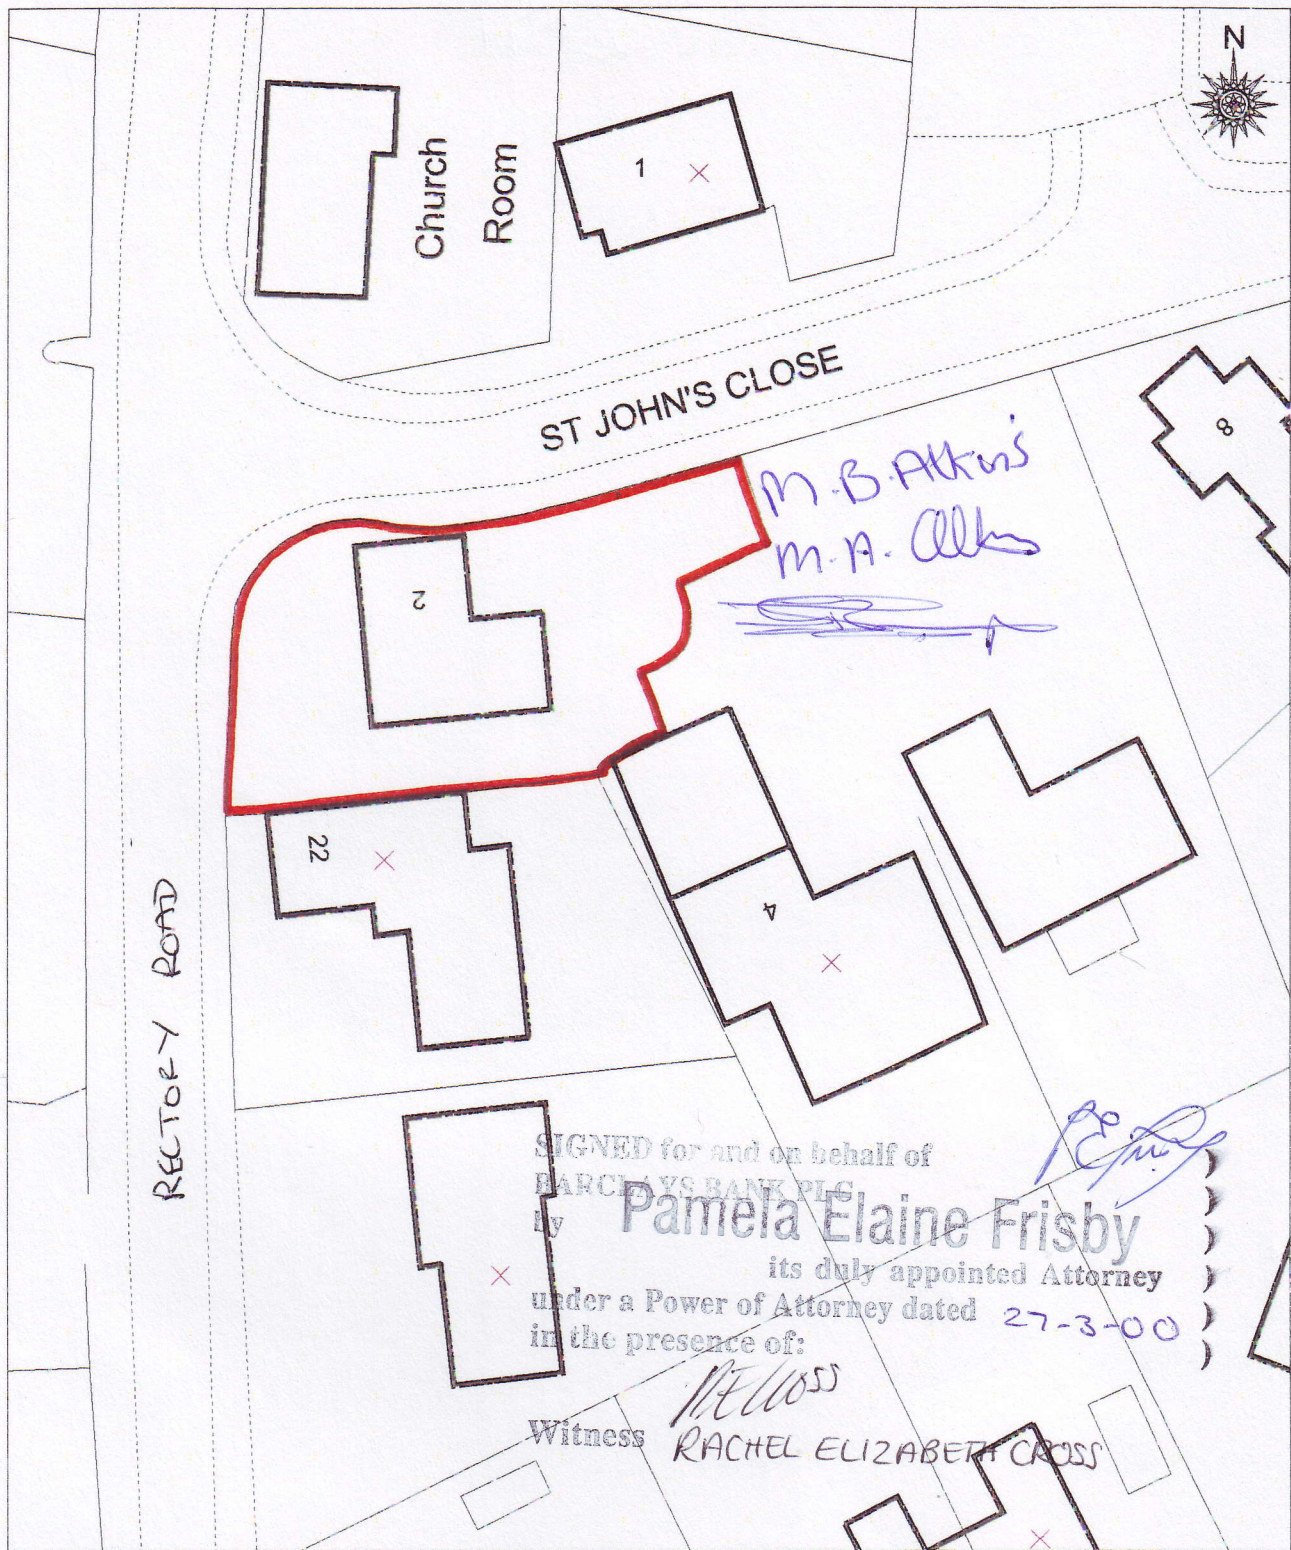 N
Church
Room
1
ST JOHN'S CLOSE
8
M.B. Atkins
M.A.
2
22
4
RECTORY ROAD
SIGNED for and on behalf of
BARCLAYS BANK PLC
by Pamela Elaine Frisby
its duly appointed Attorney
under a Power of Attorney dated 27-3-00
in the presence of:
Witness
RACHEL ELIZABETH CROSS